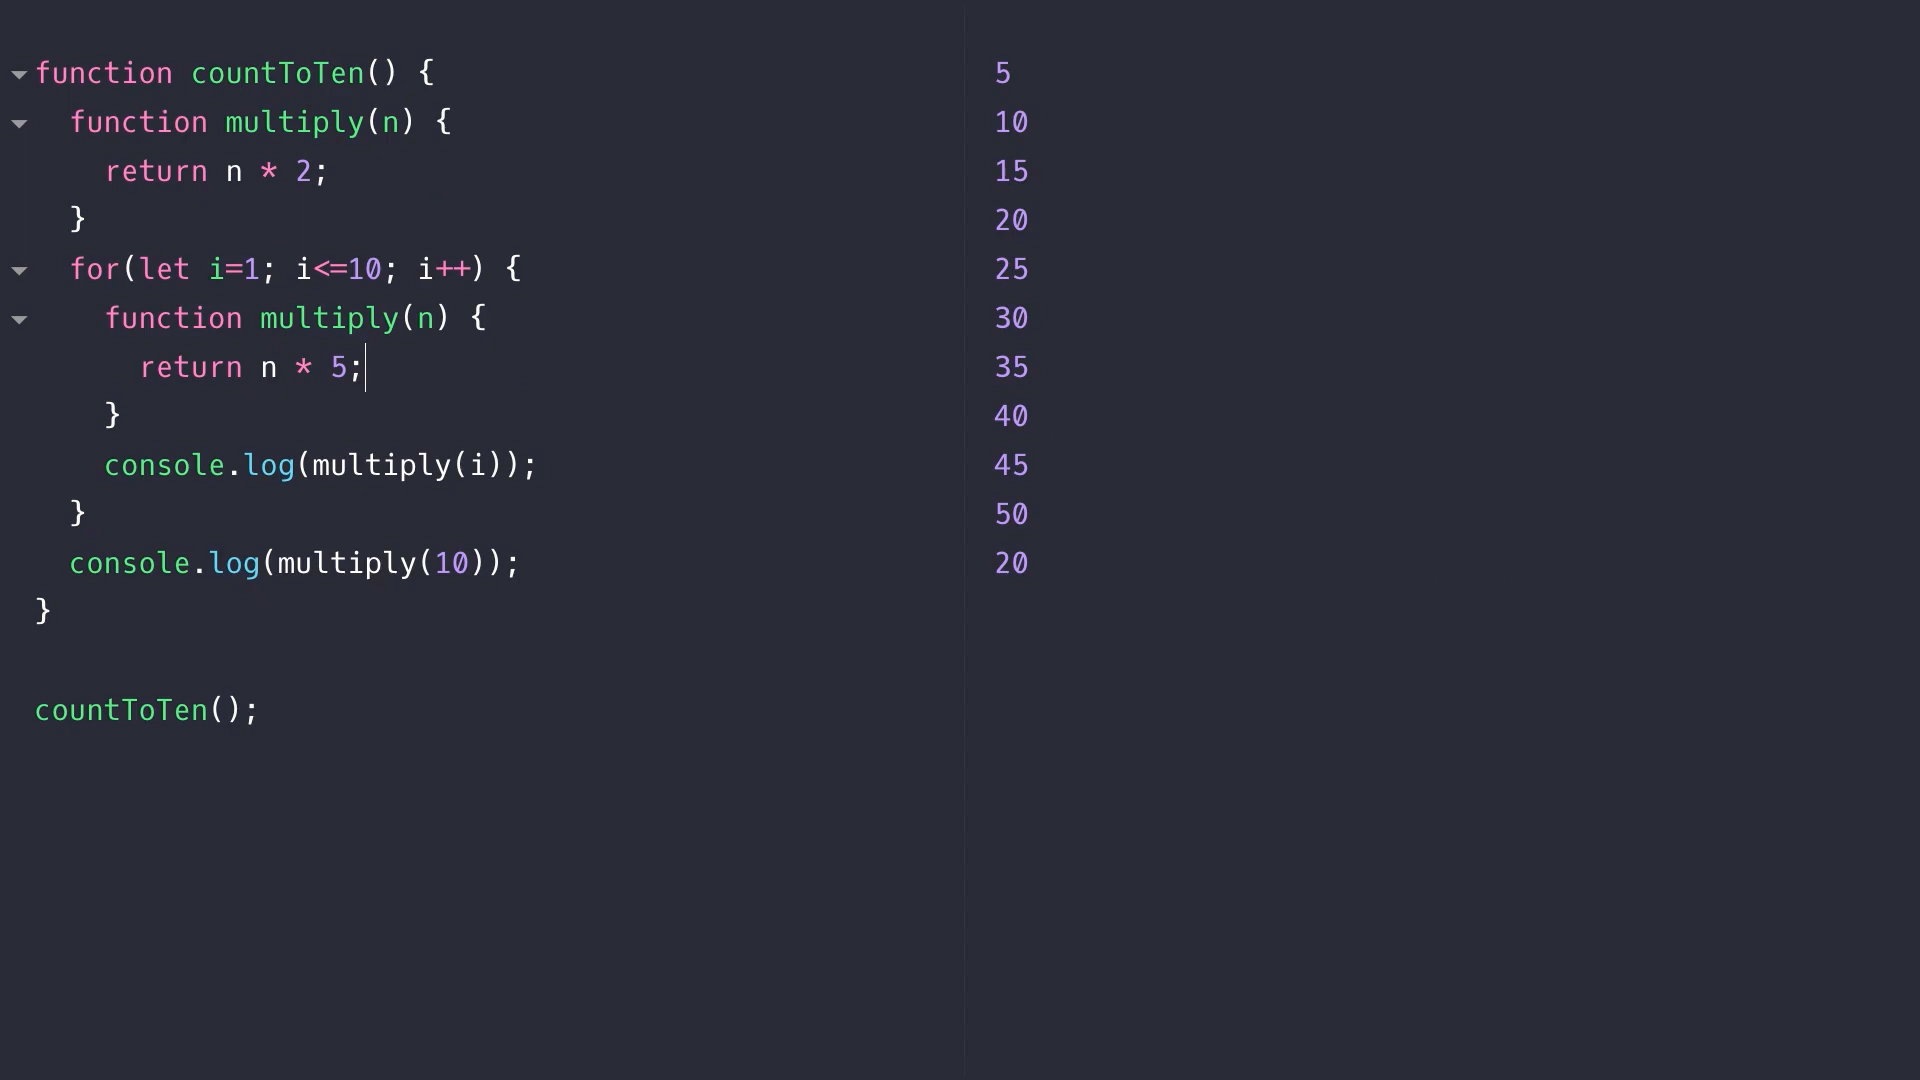 function countToTen() {
  function multiply(n) {
    return n * 2;
  }
  for(let i=1; i<=10; i++) {
    function multiply(n) {
      return n * 5;
    }
    console.log(multiply(i));
  }
  console.log(multiply(10));
}

countToTen();
5
10
15
20
25
30
35
40
45
50
20